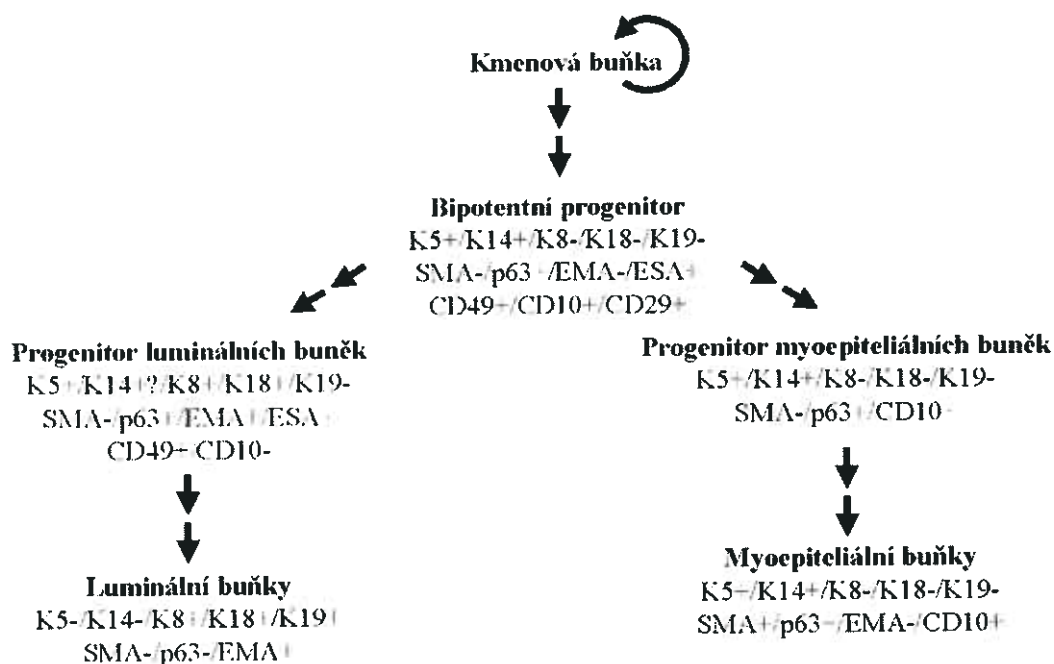 Kmenová buňka
Bipotentní progenitor
K5+/K14+/K8-/K18-/K19-
SMA-/p63+/EMA-/ESA+
CD49+/CD10+/CD29+
Progenitor luminálních buněk
K5+/K14+?/K8+/K18+/K19-
SMA-/p63+/EMA+/ESA
CD49+ CD10-
Progenitor myoepiteliálních buněk
K5+/K14+/K8-/K18-/K19-
SMA-/p63+/CD10
Luminální buňky
K5-/K14-/K8+/K18+/K19+
SMA-/p63-/EMA+
Myoepiteliální buňky
K5+/K14+/K8-/K18-/K19-
SMA+/p63+/EMA-/CD10+